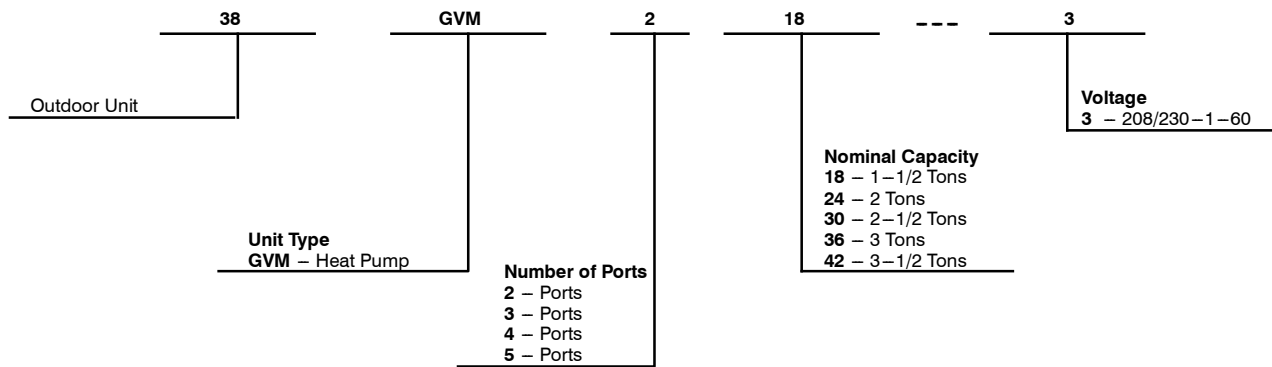 38 GVM 2 18 --- 3
Outdoor Unit
Voltage
3 – 208/230–1–60
Nominal Capacity
18 – 1–1/2 Tons
24 – 2 Tons
30 – 2–1/2 Tons
36 – 3 Tons
42 – 3–1/2 Tons
Unit Type
GVM – Heat Pump
Number of Ports
2 – Ports
3 – Ports
4 – Ports
5 – Ports